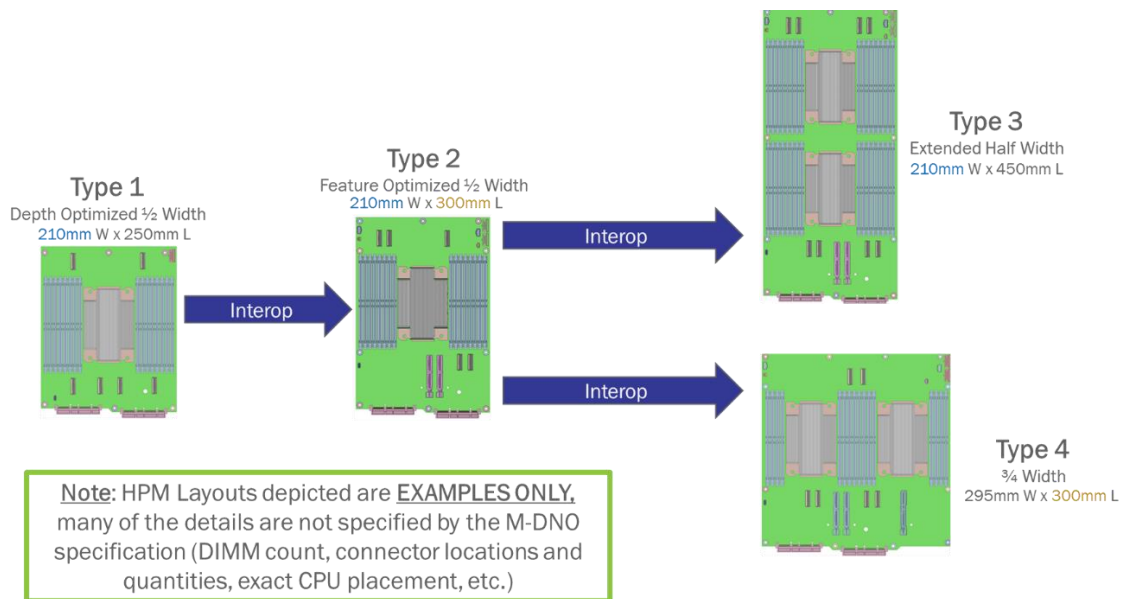 Type 1
Depth Optimized ½ Width
210mm W x 250mm L
Interop
Type 2
Feature Optimized ½ Width
210mm W x 300mm L
Interop
Type 3
Extended Half Width
210mm W x 450mm L
Interop
Type 4
¾ Width
295mm W x 300mm L
Note: HPM Layouts depicted are EXAMPLES ONLY,
many of the details are not specified by the M-DNO
specification (DIMM count, connector locations and
quantities, exact CPU placement, etc.)